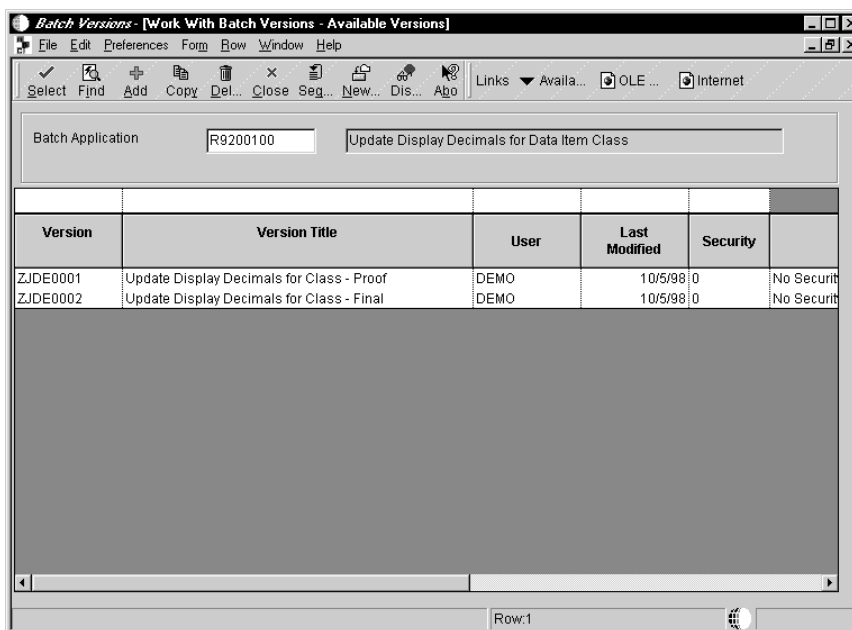 Batch Versions - [Work With Batch Versions - Available Versions]
File Edit Preferences Form Row Window Help
Select Find Add Copy Del... Close Seq... New... Dis... Abo Links Availa... OLE ... Internet
Batch Application R9200100 Update Display Decimals for Data Item Class
Version Version Title User Last Modified Security
ZJDE0001 Update Display Decimals for Class - Proof DEMO 10/5/98 0 No Securit
ZJDE0002 Update Display Decimals for Class - Final DEMO 10/5/98 0 No Securit
Row:1